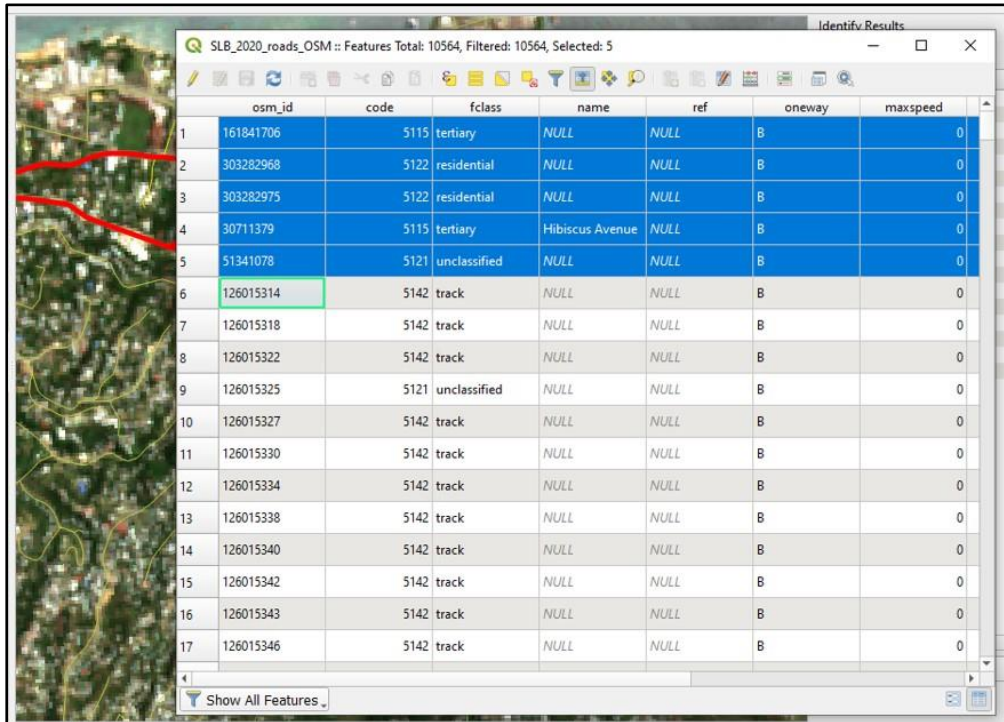 Identify Results
SLB_2020_roads_OSM :: Features Total: 10564, Filtered: 10564, Selected: 5
osm_id code fclass name ref oneway maxspeed
1 161841706 5115 tertiary NULL NULL B 0
2 303282968 5122 residential NULL NULL B 0
3 303282975 5122 residential NULL NULL B 0
4 30711379 5115 tertiary Hibiscus Avenue NULL B 0
5 51341078 5121 unclassified NULL NULL B 0
6 126015314 5142 track NULL NULL B 0
7 126015318 5142 track NULL NULL B 0
8 126015322 5142 track NULL NULL B 0
9 126015325 5121 unclassified NULL NULL B 0
10 126015327 5142 track NULL NULL B 0
11 126015330 5142 track NULL NULL B 0
12 126015334 5142 track NULL NULL B 0
13 126015338 5142 track NULL NULL B 0
14 126015340 5142 track NULL NULL B 0
15 126015342 5142 track NULL NULL B 0
16 126015343 5142 track NULL NULL B 0
17 126015346 5142 track NULL NULL B 0
Show All Features